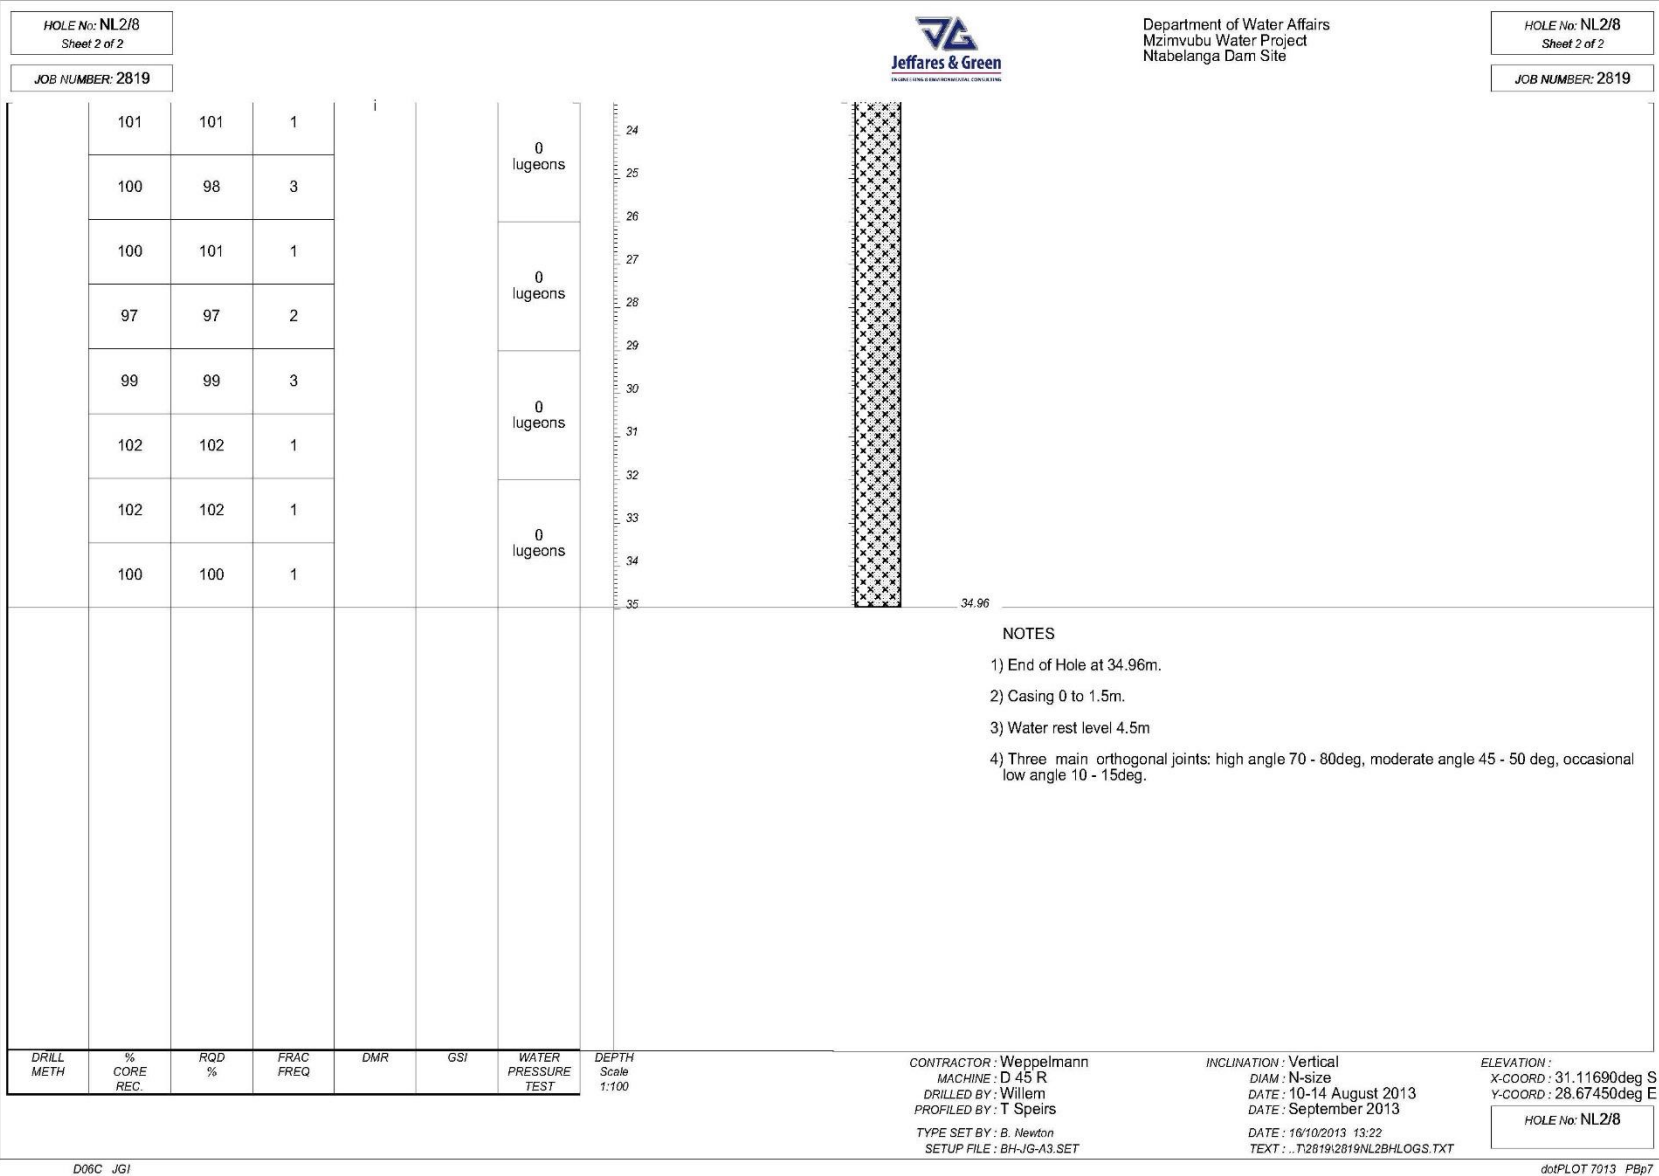 HOLE No: NL2/8
Sheet 2 of 2
JOB NUMBER: 2819
JG
Jeffares & Green
ENGINEERING & ENVIRONMENTAL CONSULTING
Department of Water Affairs
Mzimvubu Water Project
Ntabelanga Dam Site
HOLE No: NL2/8
Sheet 2 of 2
JOB NUMBER: 2819
i
101 101 1
0
lugeons
24
25
100 98 3
26
100 101 1
27
0
lugeons
28
97 97 2
29
99 99 3
30
0
lugeons
31
102 102 1
32
102 102 1
33
0
lugeons
34
100 100 1
35
34.96
NOTES
1) End of Hole at 34.96m.
2) Casing 0 to 1.5m.
3) Water rest level 4.5m
4) Three main orthogonal joints: high angle 70 - 80deg, moderate angle 45 - 50 deg, occasional
low angle 10 - 15deg.
DRILL METH
% CORE REC.
RQD %
FRAC FREQ
DMR
GSI
WATER PRESSURE TEST
DEPTH Scale 1:100
CONTRACTOR : Weppelmann
MACHINE : D 45 R
DRILLED BY : Willem
PROFILED BY : T Speirs
TYPE SET BY : B. Newton
SETUP FILE : BH-JG-A3.SET
INCLINATION : Vertical
DIAM : N-size
DATE : 10-14 August 2013
DATE : September 2013
DATE : 16/10/2013 13:22
TEXT : ..T\2819\2819NL2BHLOGS.TXT
ELEVATION :
X-COORD : 31.11690deg S
Y-COORD : 28.67450deg E
HOLE No: NL2/8
D06C JGI
dotPLOT 7013 PBp7